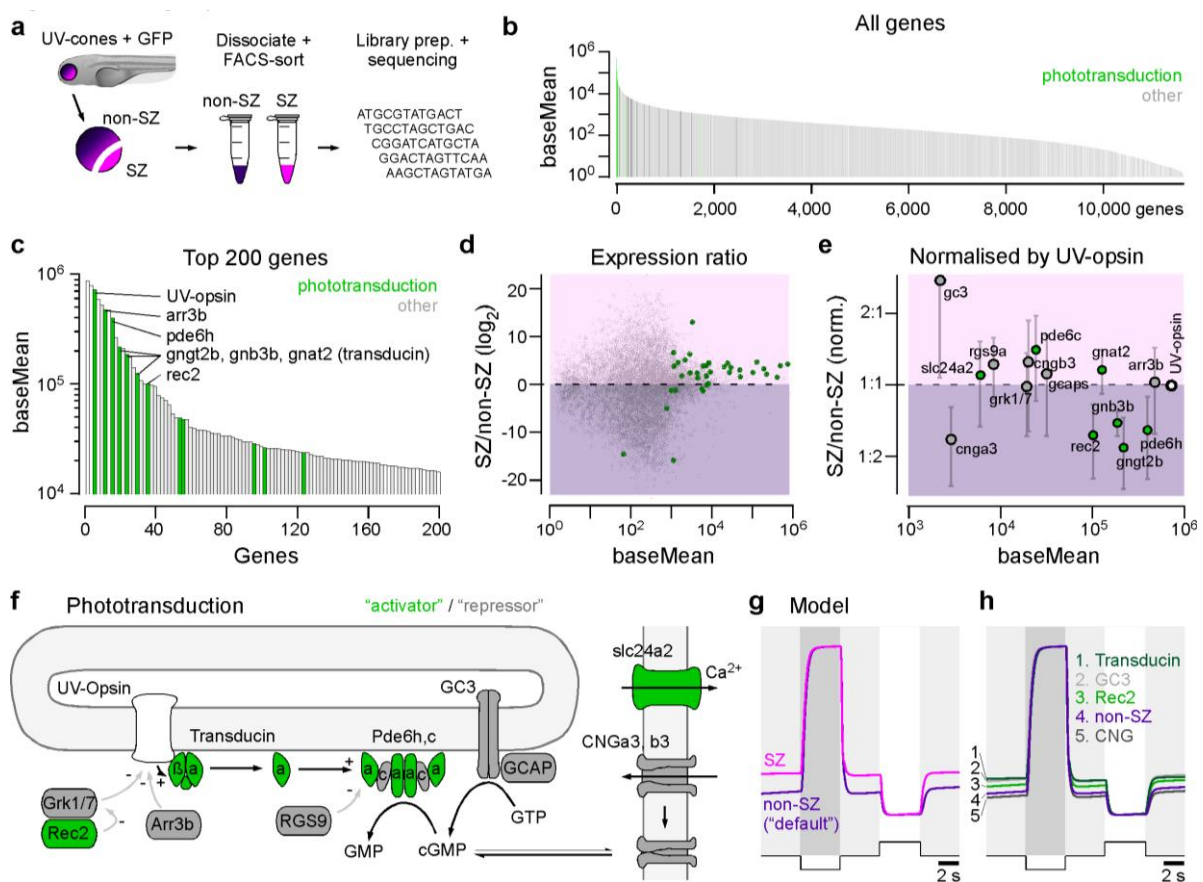 a
UV-cones + GFP
Dissociate +
FACS-sort
Library prep. +
sequencing
non-SZ
SZ
non-SZ SZ
ATGCGTATGACT
TGCCTAGCTGAC
CGGATCATGCTA
GGACTAGTTCAA
AAGCTAGTATGA
b
All genes
baseMean
10^6
10^4
10^2
10^0
phototransduction
other
0
2,000
4,000
6,000
8,000
10,000 genes
c
Top 200 genes
baseMean
10^6
10^5
10^4
UV-opsin
arr3b
pde6h
gngt2b, gnb3b, gnat2 (transducin)
rec2
phototransduction
other
0
40
80
120
160
200
Genes
d
Expression ratio
SZ/non-SZ (log2)
20
10
0
-10
-20
10^0
10^2
10^4
10^6
baseMean
e
Normalised by UV-opsin
SZ/non-SZ (norm.)
2:1
1:1
1:2
gc3
pde6c
rgs9a
cngb3
slc24a2
gnat2
gcaps
arr3b
UV-opsin
grk1/7
gnb3b
cnga3
rec2
pde6h
gngt2b
10^3
10^4
10^5
10^6
baseMean
f
Phototransduction
"activator" / "repressor"
UV-Opsin
GC3
Transducin
Pde6h,c
ß
a
a
a
c
a
a
c
a
+
+
-
-
-
-
GCAP
Grk1/7
Rec2
Arr3b
RGS9
GTP
GMP
cGMP
slc24a2
Ca2+
CNGa3, b3
g
Model
SZ
non-SZ
("default")
2 s
h
1. Transducin
2. GC3
3. Rec2
4. non-SZ
5. CNG
1
2
3
4
5
2 s